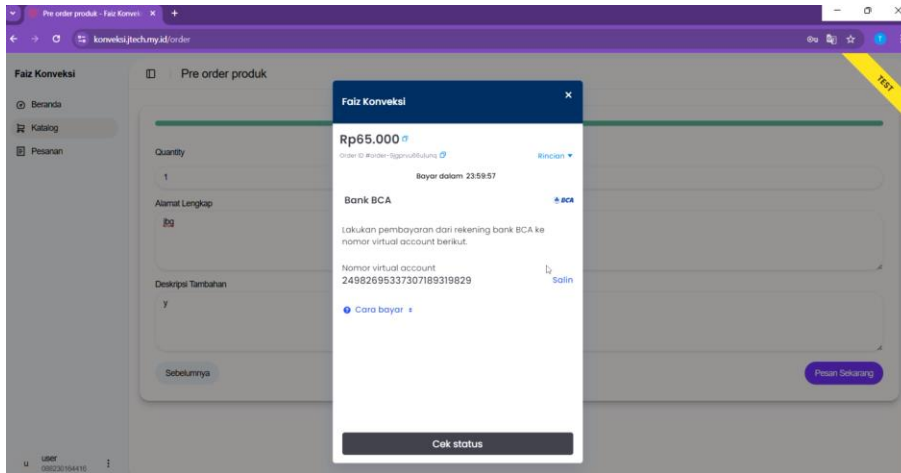 Pre order produk - Faiz Konveks
konveksi.jtech.my.id/order
Faiz Konveksi
Beranda
Katalog
Pesanan
Pre order produk
TEST
Quantity
1
Alamat Lengkap
jbg
Deskripsi Tambahan
y
Sebelumnya
Pesan Sekarang
Faiz Konveksi
Rp65.000
Order ID
Rincian
Bayar dalam 23:59:57
Bank BCA
BCA
Lakukan pembayaran dari rekening bank BCA ke
nomor virtual account berikut.
Nomor virtual account
24982695337307189319829
Salin
Cara bayar
Cek status
u
user